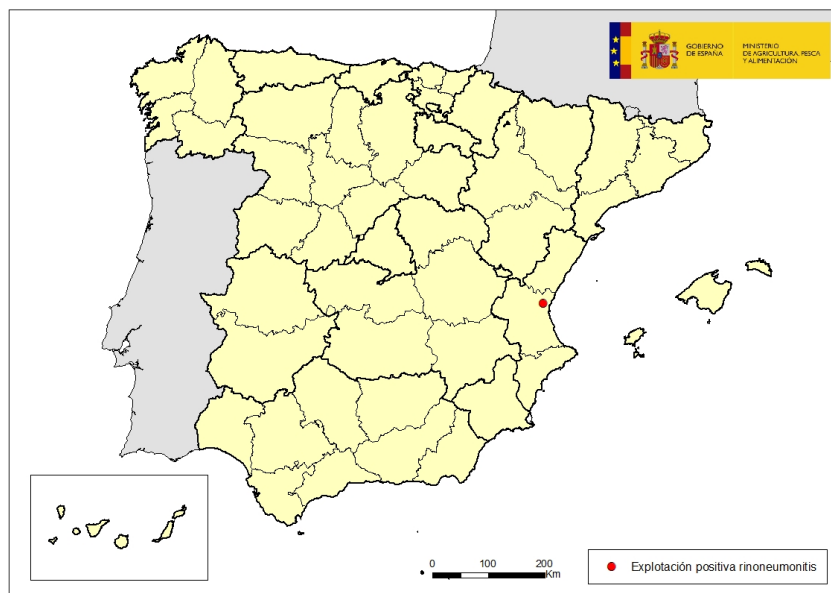 GOBIERNO
DE ESPAÑA
MINISTERIO
DE AGRICULTURA, PESCA
Y ALIMENTACIÓN
0 100 200
Km
Explotación positiva rinoneumonitis